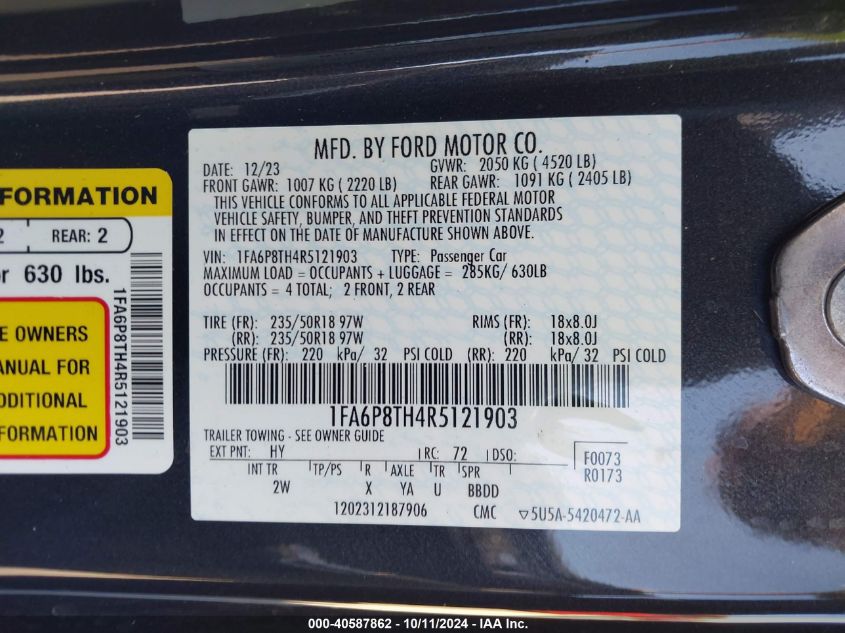 MFD. BY FORD MOTOR CO.
DATE: 12/23 GVWR: 2050 KG ( 4520 LB)
FRONT GAWR: 1007 KG ( 2220 LB) REAR GAWR: 1091 KG ( 2405 LB)
THIS VEHICLE CONFORMS TO ALL APPLICABLE FEDERAL MOTOR
VEHICLE SAFETY, BUMPER, AND THEFT PREVENTION STANDARDS
IN EFFECT ON THE DATE OF MANUFACTURE SHOWN ABOVE.
VIN: 1FA6P8TH4R5121903 TYPE: Passenger Car
MAXIMUM LOAD = OCCUPANTS + LUGGAGE = 285KG/ 630LB
OCCUPANTS = 4 TOTAL; 2 FRONT, 2 REAR
TIRE (FR): 235/50R18 97W RIMS (FR): 18x8.0J
(RR): 235/50R18 97W (RR): 18x8.0J
PRESSURE (FR): 220 kPa/ 32 PSI COLD (RR): 220 kPa/ 32 PSI COLD
1FA6P8TH4R5121903
TRAILER TOWING - SEE OWNER GUIDE
EXT PNT: HY RC: 72 DSO: F0073
R0173
INT TR TP/PS R AXLE TR SPR
2W X YA U BBDD
1202312187906 CMC ▽5U5A-5420472-AA
FORMATION
2 REAR: 2
or 630 lbs.
E OWNERS
ANUAL FOR
DDITIONAL
FORMATION
1FA6P8TH4R5121903
000-40587862 - 10/11/2024 - IAA Inc.